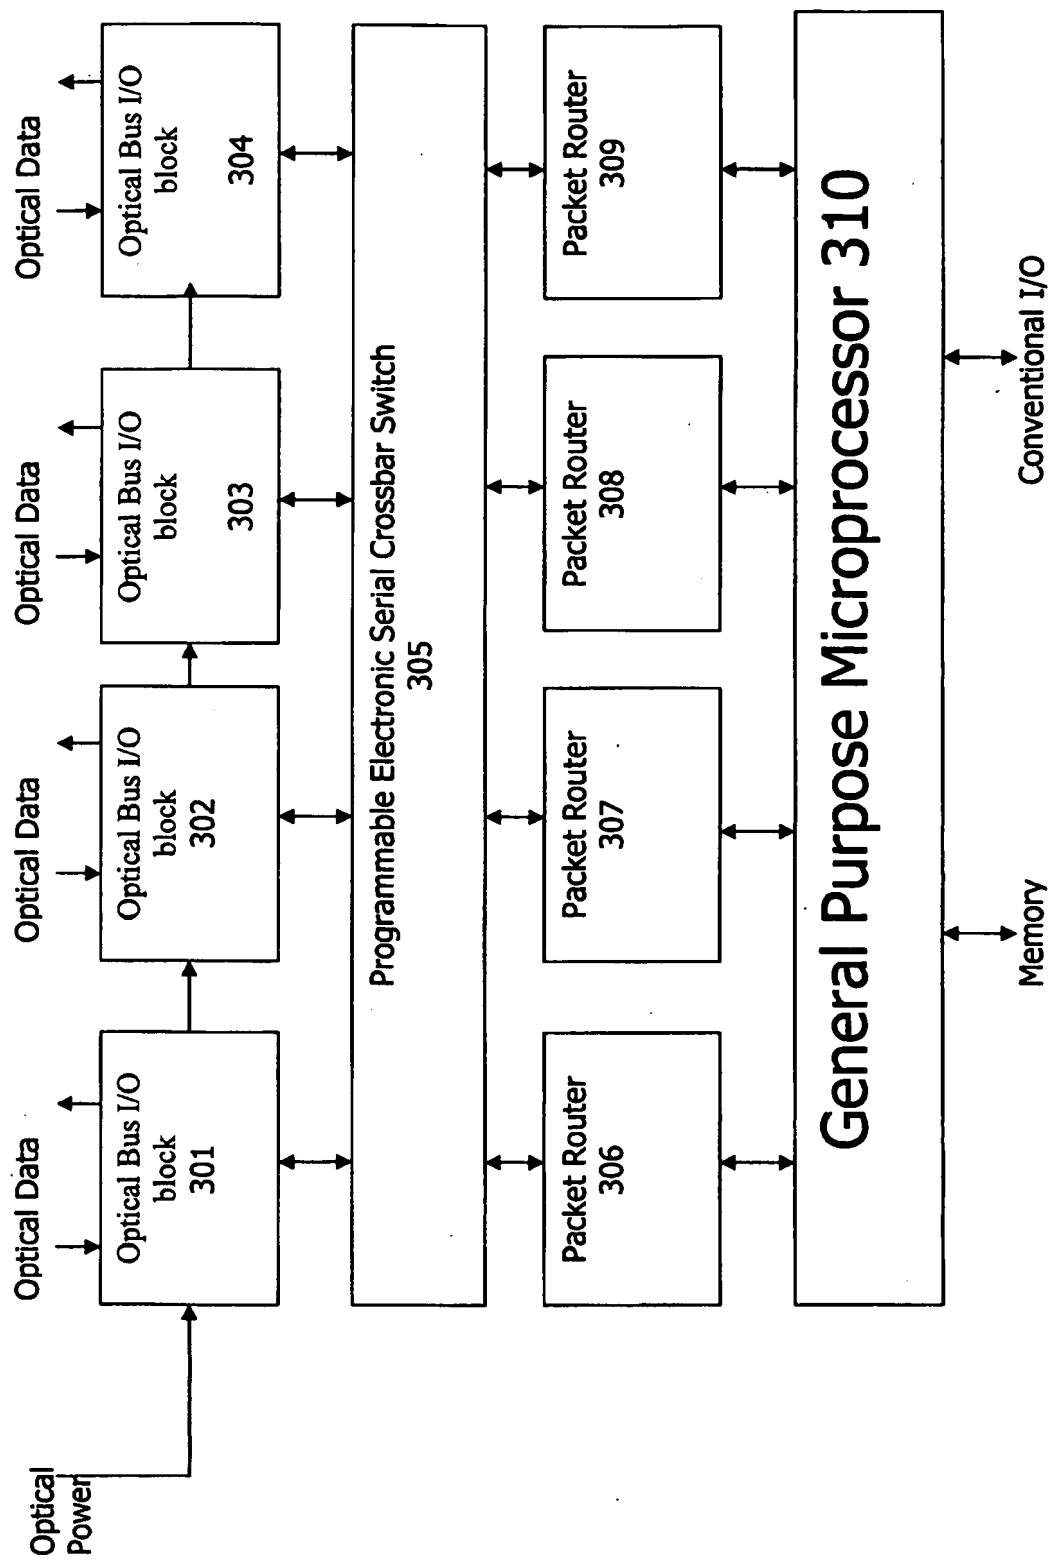 Optical
Power
Optical Data
Optical Data
Optical Data
Optical Data
Optical Bus I/O
block
301
Optical Bus I/O
block
302
Optical Bus I/O
block
303
Optical Bus I/O
block
304
Programmable Electronic Serial Crossbar Switch
305
Packet Router
306
Packet Router
307
Packet Router
308
Packet Router
309
General Purpose Microprocessor 310
Memory
Conventional I/O